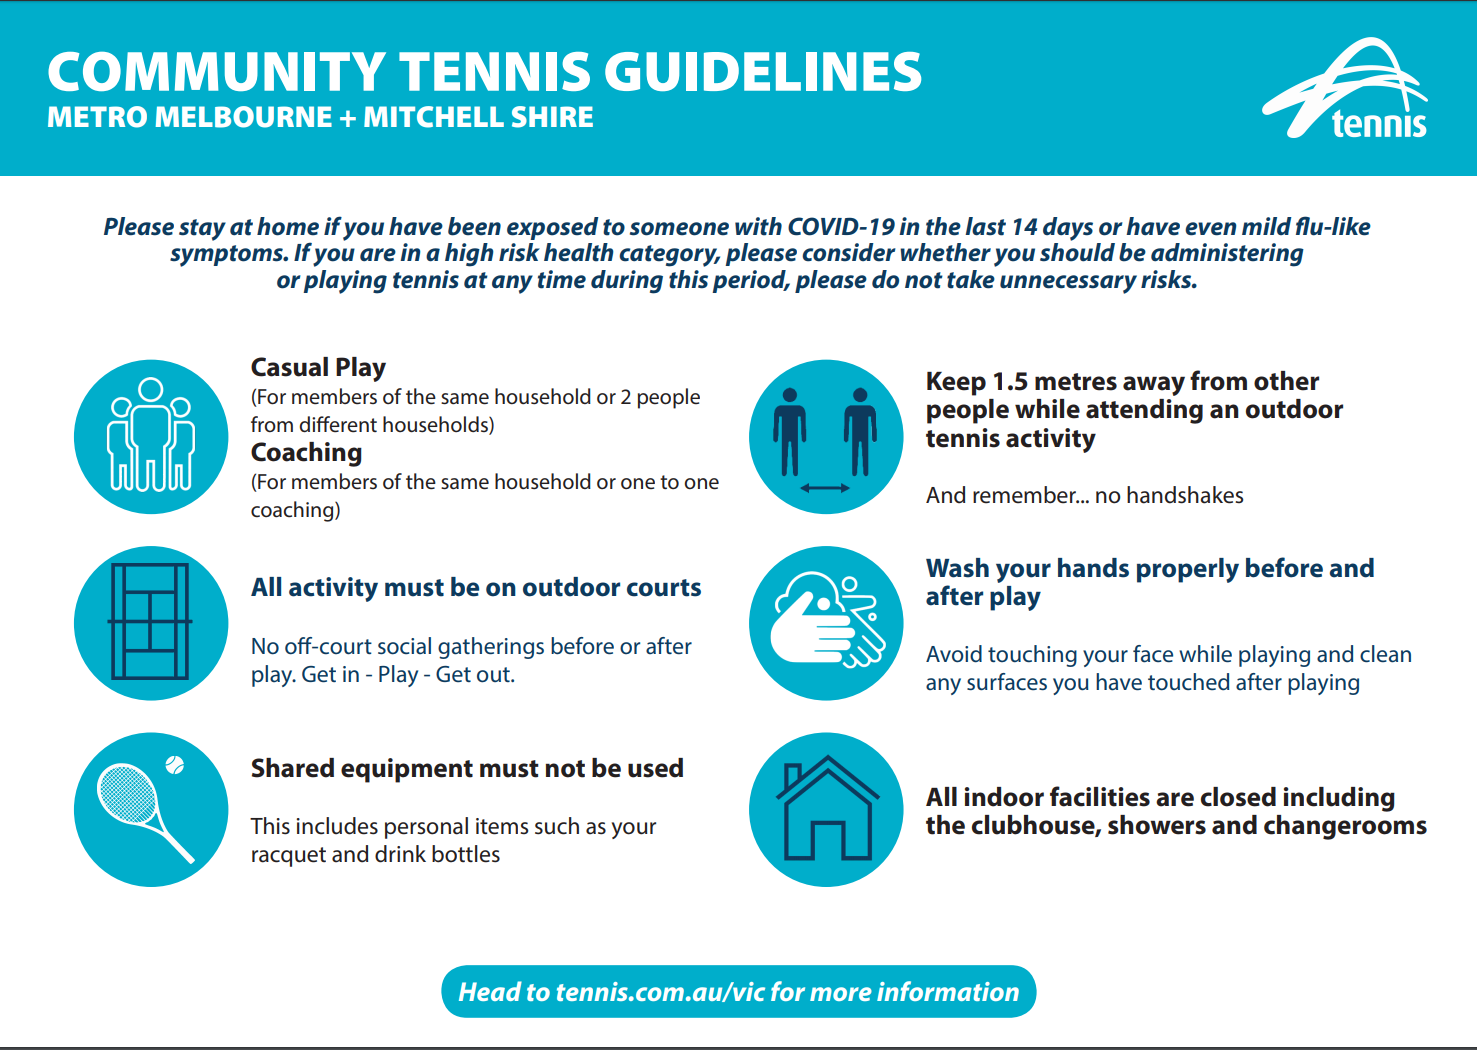 COMMUNITY TENNIS GUIDELINES
METRO MELBOURNE + MITCHELL SHIRE
tennis
Please stay at home if you have been exposed to someone with COVID-19 in the last 14 days or have even mild flu-like
symptoms. If you are in a high risk health category, please consider whether you should be administering
or playing tennis at any time during this period, please do not take unnecessary risks.
Casual Play
(For members of the same household or 2 people
from different households)
Coaching
(For members of the same household or one to one
coaching)
Keep 1.5 metres away from other
people while attending an outdoor
tennis activity
And remember... no handshakes
All activity must be on outdoor courts
No off-court social gatherings before or after
play. Get in - Play - Get out.
Wash your hands properly before and
after play
Avoid touching your face while playing and clean
any surfaces you have touched after playing
Shared equipment must not be used
This includes personal items such as your
racquet and drink bottles
All indoor facilities are closed including
the clubhouse, showers and changerooms
Head to tennis.com.au/vic for more information